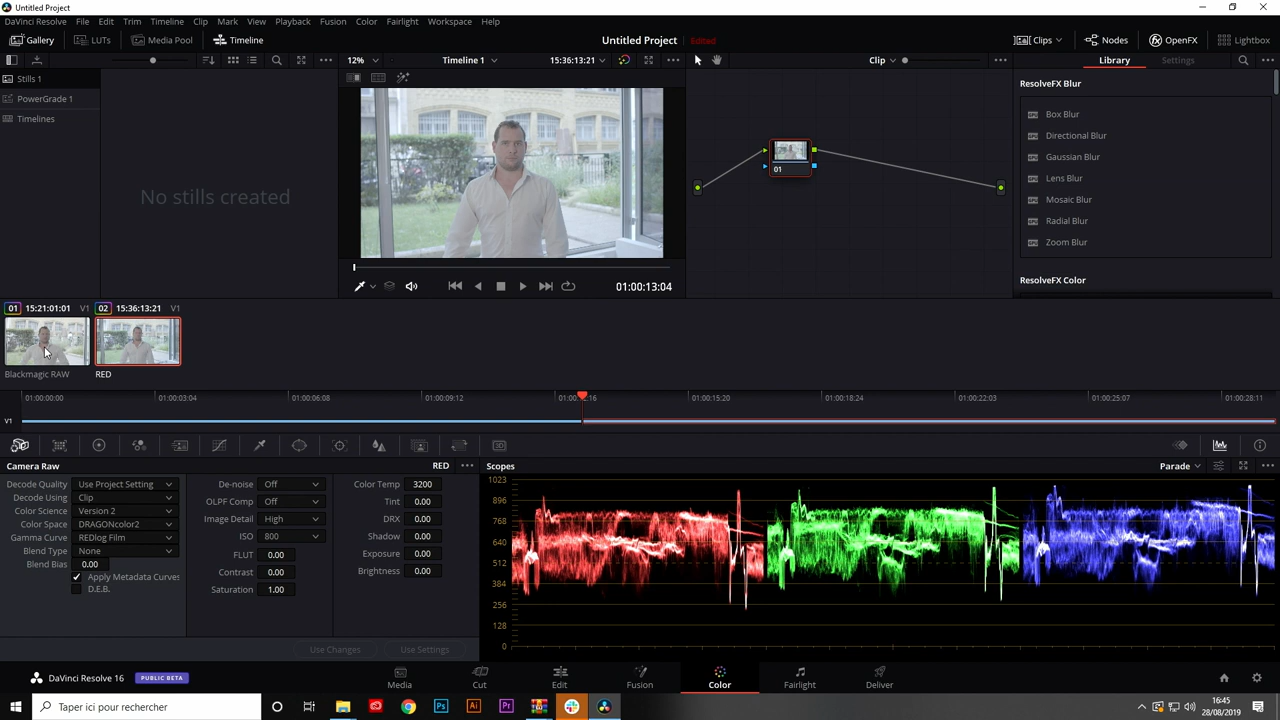 Untitled Project
DaVinci Resolve File Edit Trim Timeline Clip Mark View Playback Fusion Color Fairlight Workspace Help
Gallery LUTs Media Pool Timeline Untitled Project Edited Clips Nodes OpenFX Lightbox
12% Timeline 1 15:36:13:21 Clip Library Settings
Stills 1
PowerGrade 1
Timelines
No stills created
01
ResolveFX Blur
Box Blur
Directional Blur
Gaussian Blur
Lens Blur
Mosaic Blur
Radial Blur
Zoom Blur
ResolveFX Color
01:00:13:04
01 15:21:01:01 V1 02 15:36:13:21 V1
Blackmagic RAW RED
01:00:00:00 01:00:03:04 01:00:06:08 01:00:09:12 01:00:15:20 01:00:18:24 01:00:22:03 01:00:25:07 01:00:28:11
V1
Camera Raw RED
Decode Quality Use Project Setting
Decode Using Clip
Color Science Version 2
Color Space DRAGONcolor2
Gamma Curve REDlog Film
Blend Type None
Blend Bias 0.00
Apply Metadata Curves
D.E.B.
De-noise Off
OLPF Comp Off
Image Detail High
ISO 800
FLUT 0.00
Contrast 0.00
Saturation 1.00
Color Temp 3200
Tint 0.00
DRX 0.00
Shadow 0.00
Exposure 0.00
Brightness 0.00
Use Changes Use Settings
Scopes Parade
1023
896
768
640
512
384
256
128
0
DaVinci Resolve 16 PUBLIC BETA
Media Cut Edit Fusion Color Fairlight Deliver
Taper ici pour rechercher
Ps Ai Pr
16:45
28/08/2019